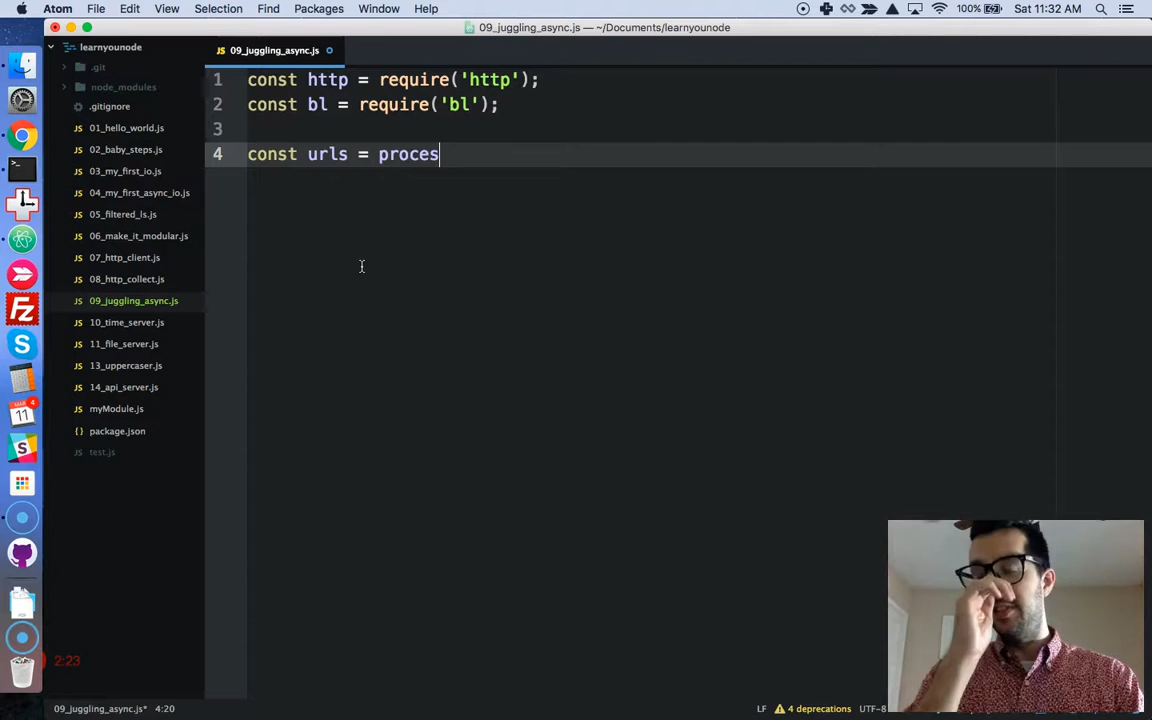 Atom File Edit View Selection Find Packages Window Help 100% Sat 11:32 AM
09_juggling_async.js — ~/Documents/learnyounode
learnyounode
09_juggling_async.js
.git
node_modules
.gitignore
01_hello_world.js
02_baby_steps.js
03_my_first_io.js
04_my_first_async_io.js
05_filtered_ls.js
06_make_it_modular.js
07_http_client.js
08_http_collect.js
09_juggling_async.js
10_time_server.js
11_file_server.js
13_uppercaser.js
14_api_server.js
myModule.js
package.json
test.js
1 const http = require('http');
2 const bl = require('bl');
3
4 const urls = proces
MAR
4
11
2:23
09_juggling_async.js* 4:20 LF 4 deprecations UTF-8